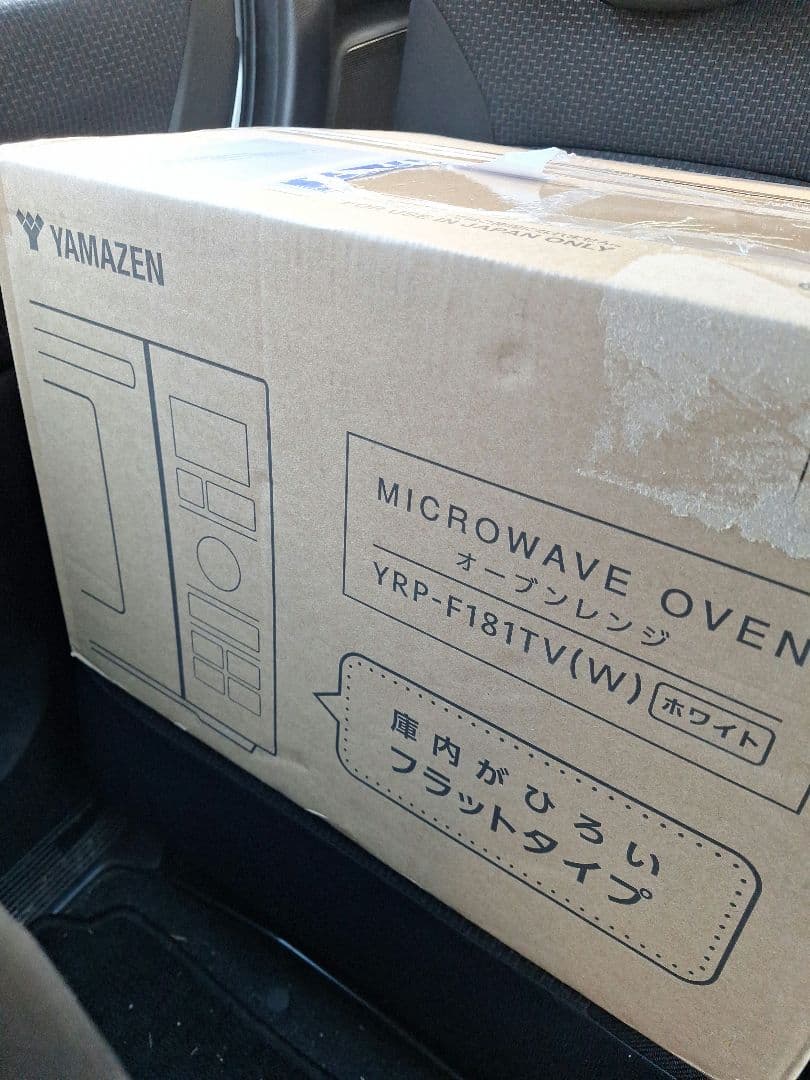 YAMAZEN
FOR USE IN JAPAN ONLY
MICROWAVE OVEN
オーブンレンジ
YRP-F181TV(W) ホワイト
庫内がひろい
フラットタイプ